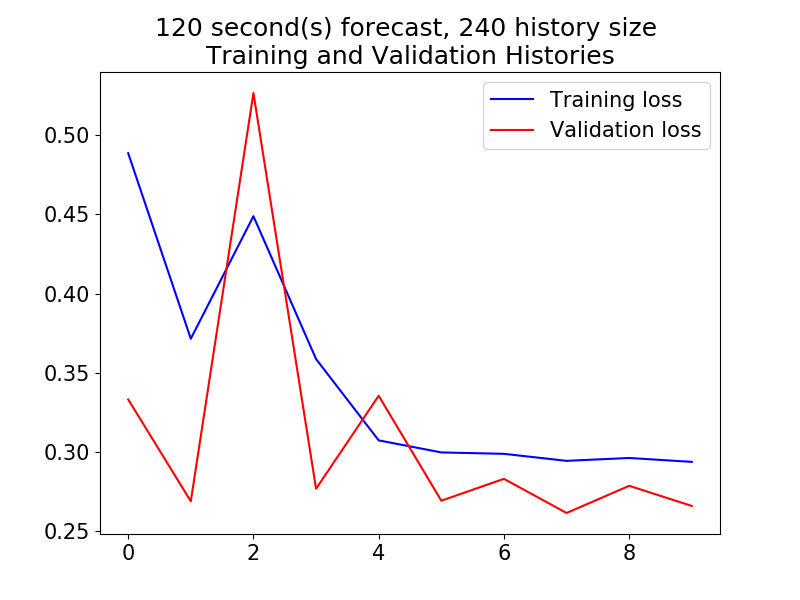 120 second(s) forecast, 240 history size
Training and Validation Histories
Training loss
Validation loss
0.50
0.45
0.40
0.35
0.30
0.25
0 2 4 6 8